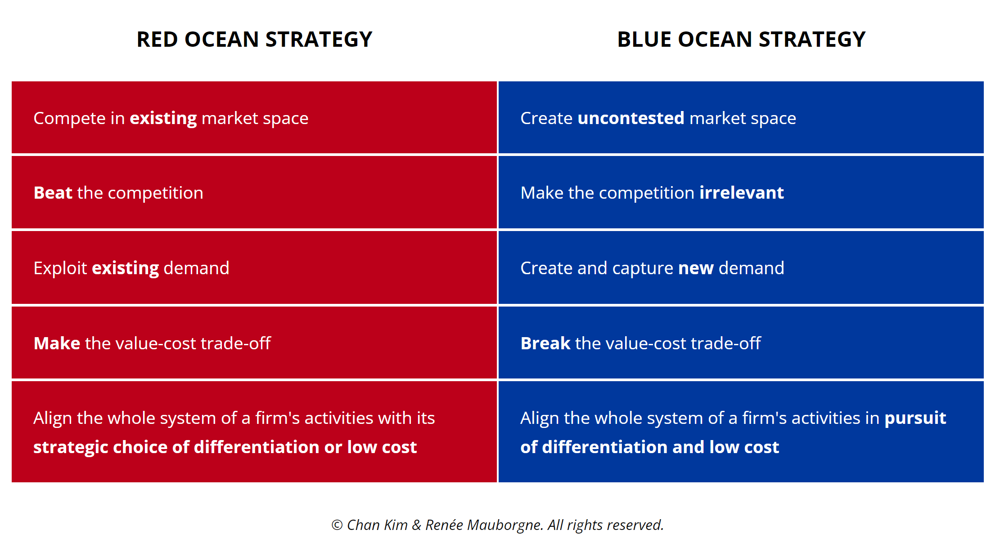 RED OCEAN STRATEGY
BLUE OCEAN STRATEGY
Compete in existing market space
Create uncontested market space
Beat the competition
Make the competition irrelevant
Exploit existing demand
Create and capture new demand
Make the value-cost trade-off
Break the value-cost trade-off
Align the whole system of a firm's activities with its
strategic choice of differentiation or low cost
Align the whole system of a firm's activities in pursuit
of differentiation and low cost
© Chan Kim & Renée Mauborgne. All rights reserved.